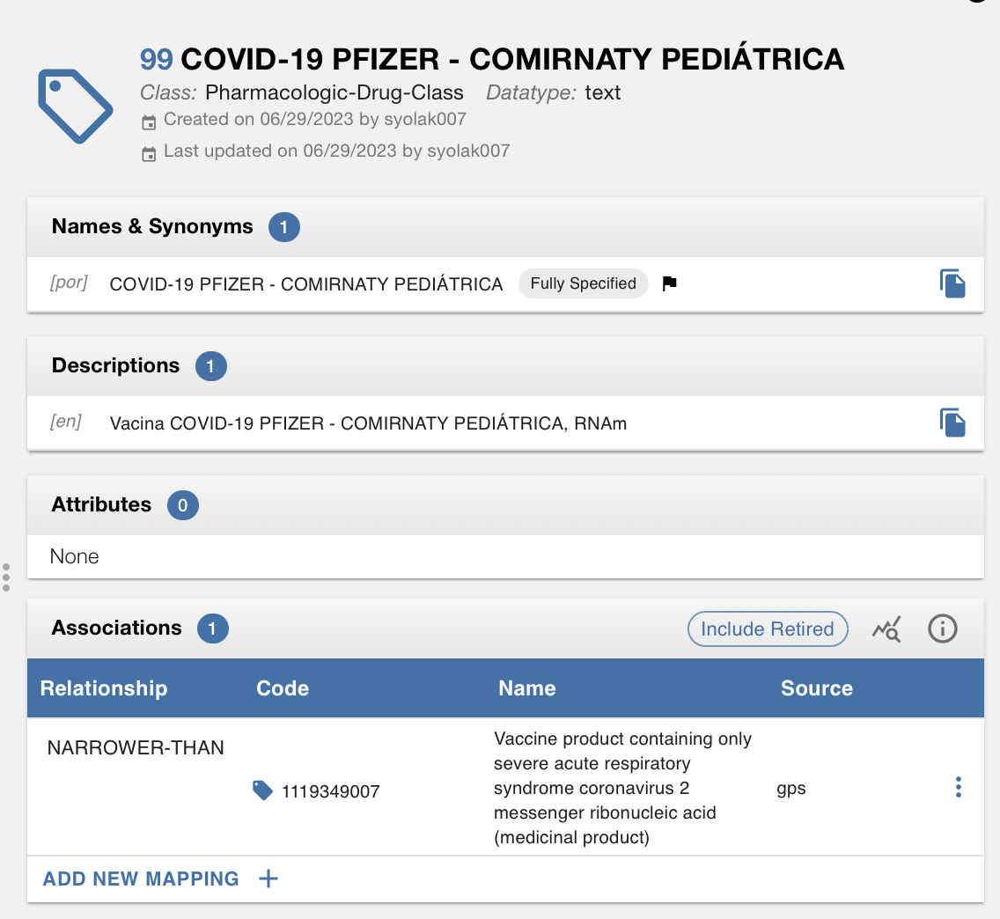 99 COVID-19 PFIZER - COMIRNATY PEDIÁTRICA
Class: Pharmacologic-Drug-Class Datatype: text
Created on 06/29/2023 by syolak007
Last updated on 06/29/2023 by syolak007
Names & Synonyms 1
[por] COVID-19 PFIZER - COMIRNATY PEDIÁTRICA Fully Specified
Descriptions 1
[en] Vacina COVID-19 PFIZER - COMIRNATY PEDIÁTRICA, RNAm
Attributes 0
None
Associations 1 Include Retired
Relationship Code Name Source
NARROWER-THAN
1119349007
Vaccine product containing only
severe acute respiratory
syndrome coronavirus 2
messenger ribonucleic acid
(medicinal product)
gps
ADD NEW MAPPING +